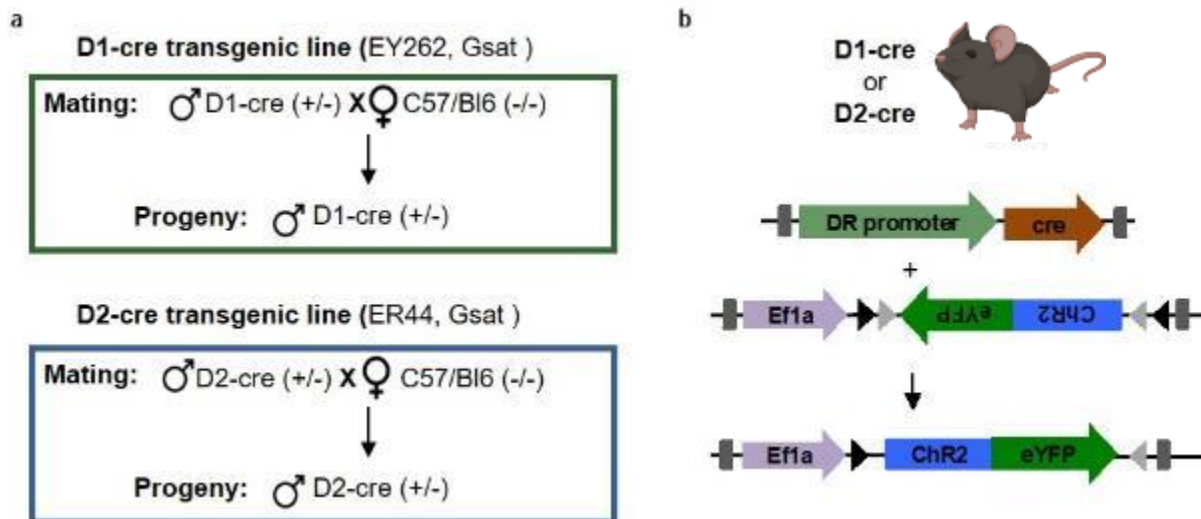 a
D1-cre transgenic line (EY262, Gsat )
Mating: ♂ D1-cre (+/-) X ♀ C57/Bl6 (-/-)
Progeny: ♂ D1-cre (+/-)
D2-cre transgenic line (ER44, Gsat )
Mating: ♂ D2-cre (+/-) X ♀ C57/Bl6 (-/-)
Progeny: ♂ D2-cre (+/-)
b
D1-cre
or
D2-cre
DR promoter cre
+
Ef1a eYFP ChR2
Ef1a ChR2 eYFP